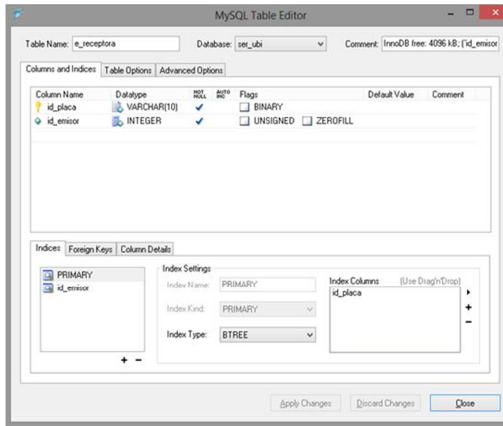 MySQL Table Editor
Table Name: e_receptora Database: ser_ubi Comment: InnoDB free: 4096 kB; (`id_emisor
Columns and Indices Table Options Advanced Options
Column Name Datatype NOT NULL AUTO INC Flags Default Value Comment
id_placa VARCHAR(10) BINARY
id_emisor INTEGER UNSIGNED ZEROFILL
Indices Foreign Keys Column Details
PRIMARY
id_emisor
Index Settings
Index Name: PRIMARY
Index Kind: PRIMARY
Index Type: BTREE
Index Columns (Use Drag'n'Drop)
id_placa
Apply Changes Discard Changes Close